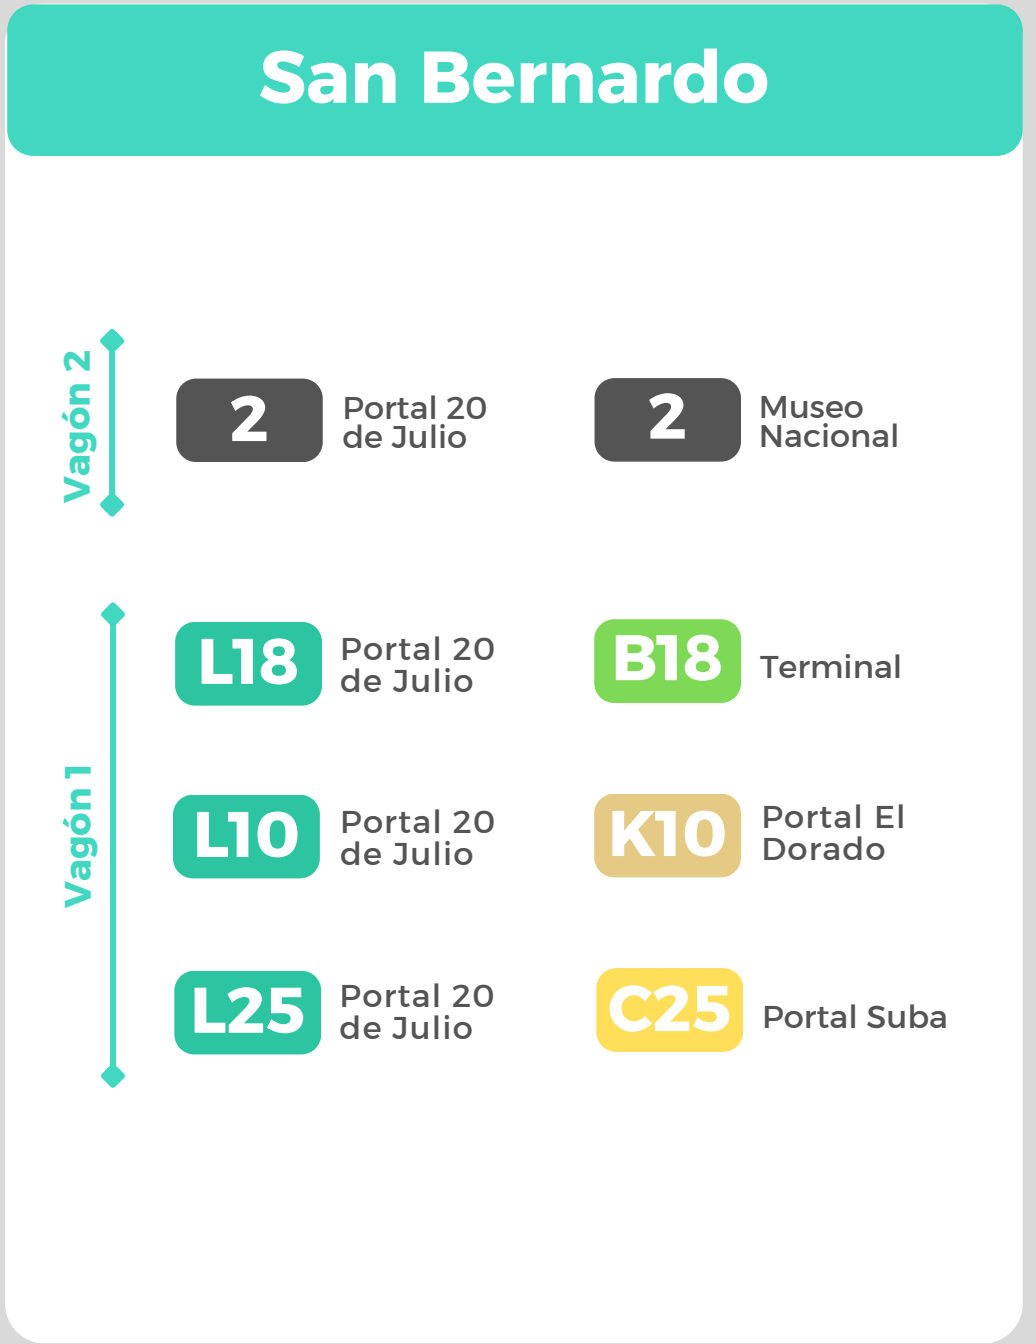 San Bernardo
Vagón 2
2
Portal 20
de Julio
2
Museo
Nacional
Vagón 1
L18
Portal 20
de Julio
B18
Terminal
L10
Portal 20
de Julio
K10
Portal El
Dorado
L25
Portal 20
de Julio
C25
Portal Suba